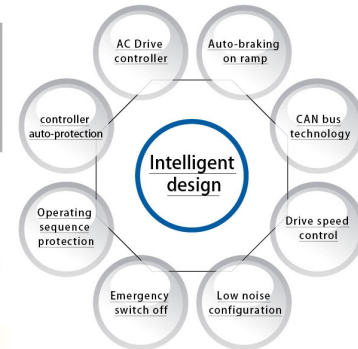 AC Drive
controller
Auto-braking
on ramp
controller
auto-protection
CAN bus
technology
Intelligent
design
Operating
sequence
protection
Drive speed
control
Emergency
switch off
Low noise
configuration